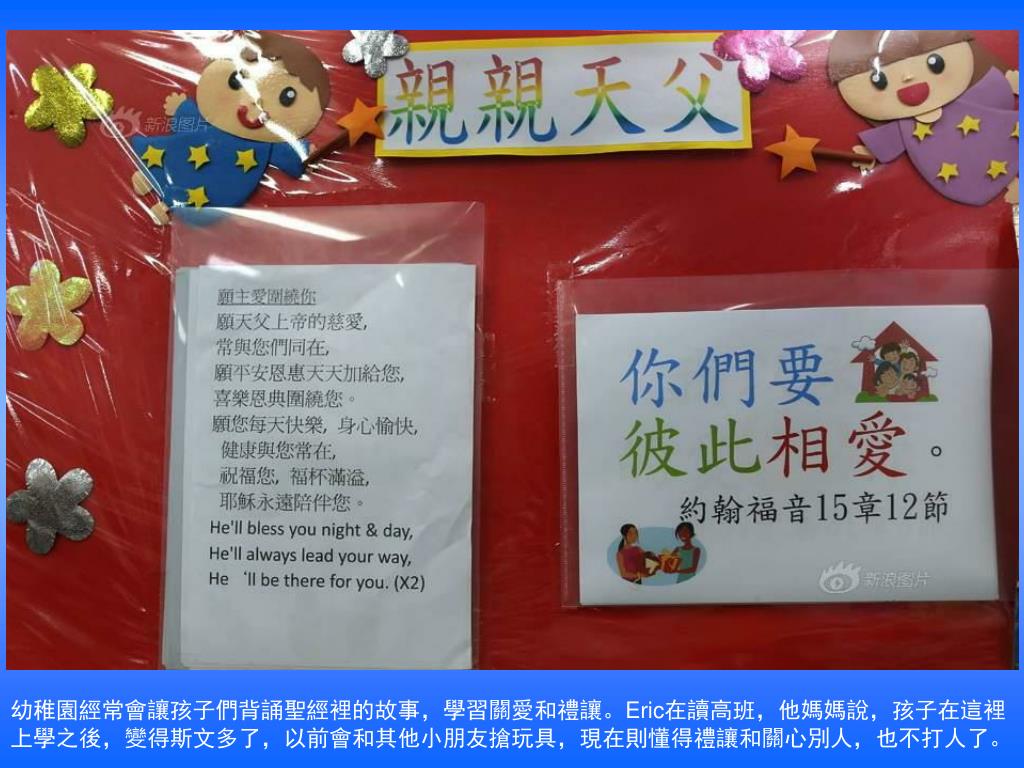 親親天父
新浪图片
願主愛圍繞你
願天父上帝的慈愛,
常與您們同在,
願平安恩惠天天加給您,
喜樂恩典圍繞您。
願您每天快樂, 身心愉快,
健康與您常在,
祝福您, 福杯滿溢,
耶穌永遠陪伴您。
He'll bless you night & day,
He'll always lead your way,
He‘ll be there for you. (X2)
你們要
彼此相愛。
約翰福音15章12節
新浪图片
幼稚園經常會讓孩子們背誦聖經裡的故事，學習關愛和禮讓。Eric在讀高班，他媽媽說，孩子在這裡
上學之後，變得斯文多了，以前會和其他小朋友搶玩具，現在則懂得禮讓和關心別人，也不打人了。